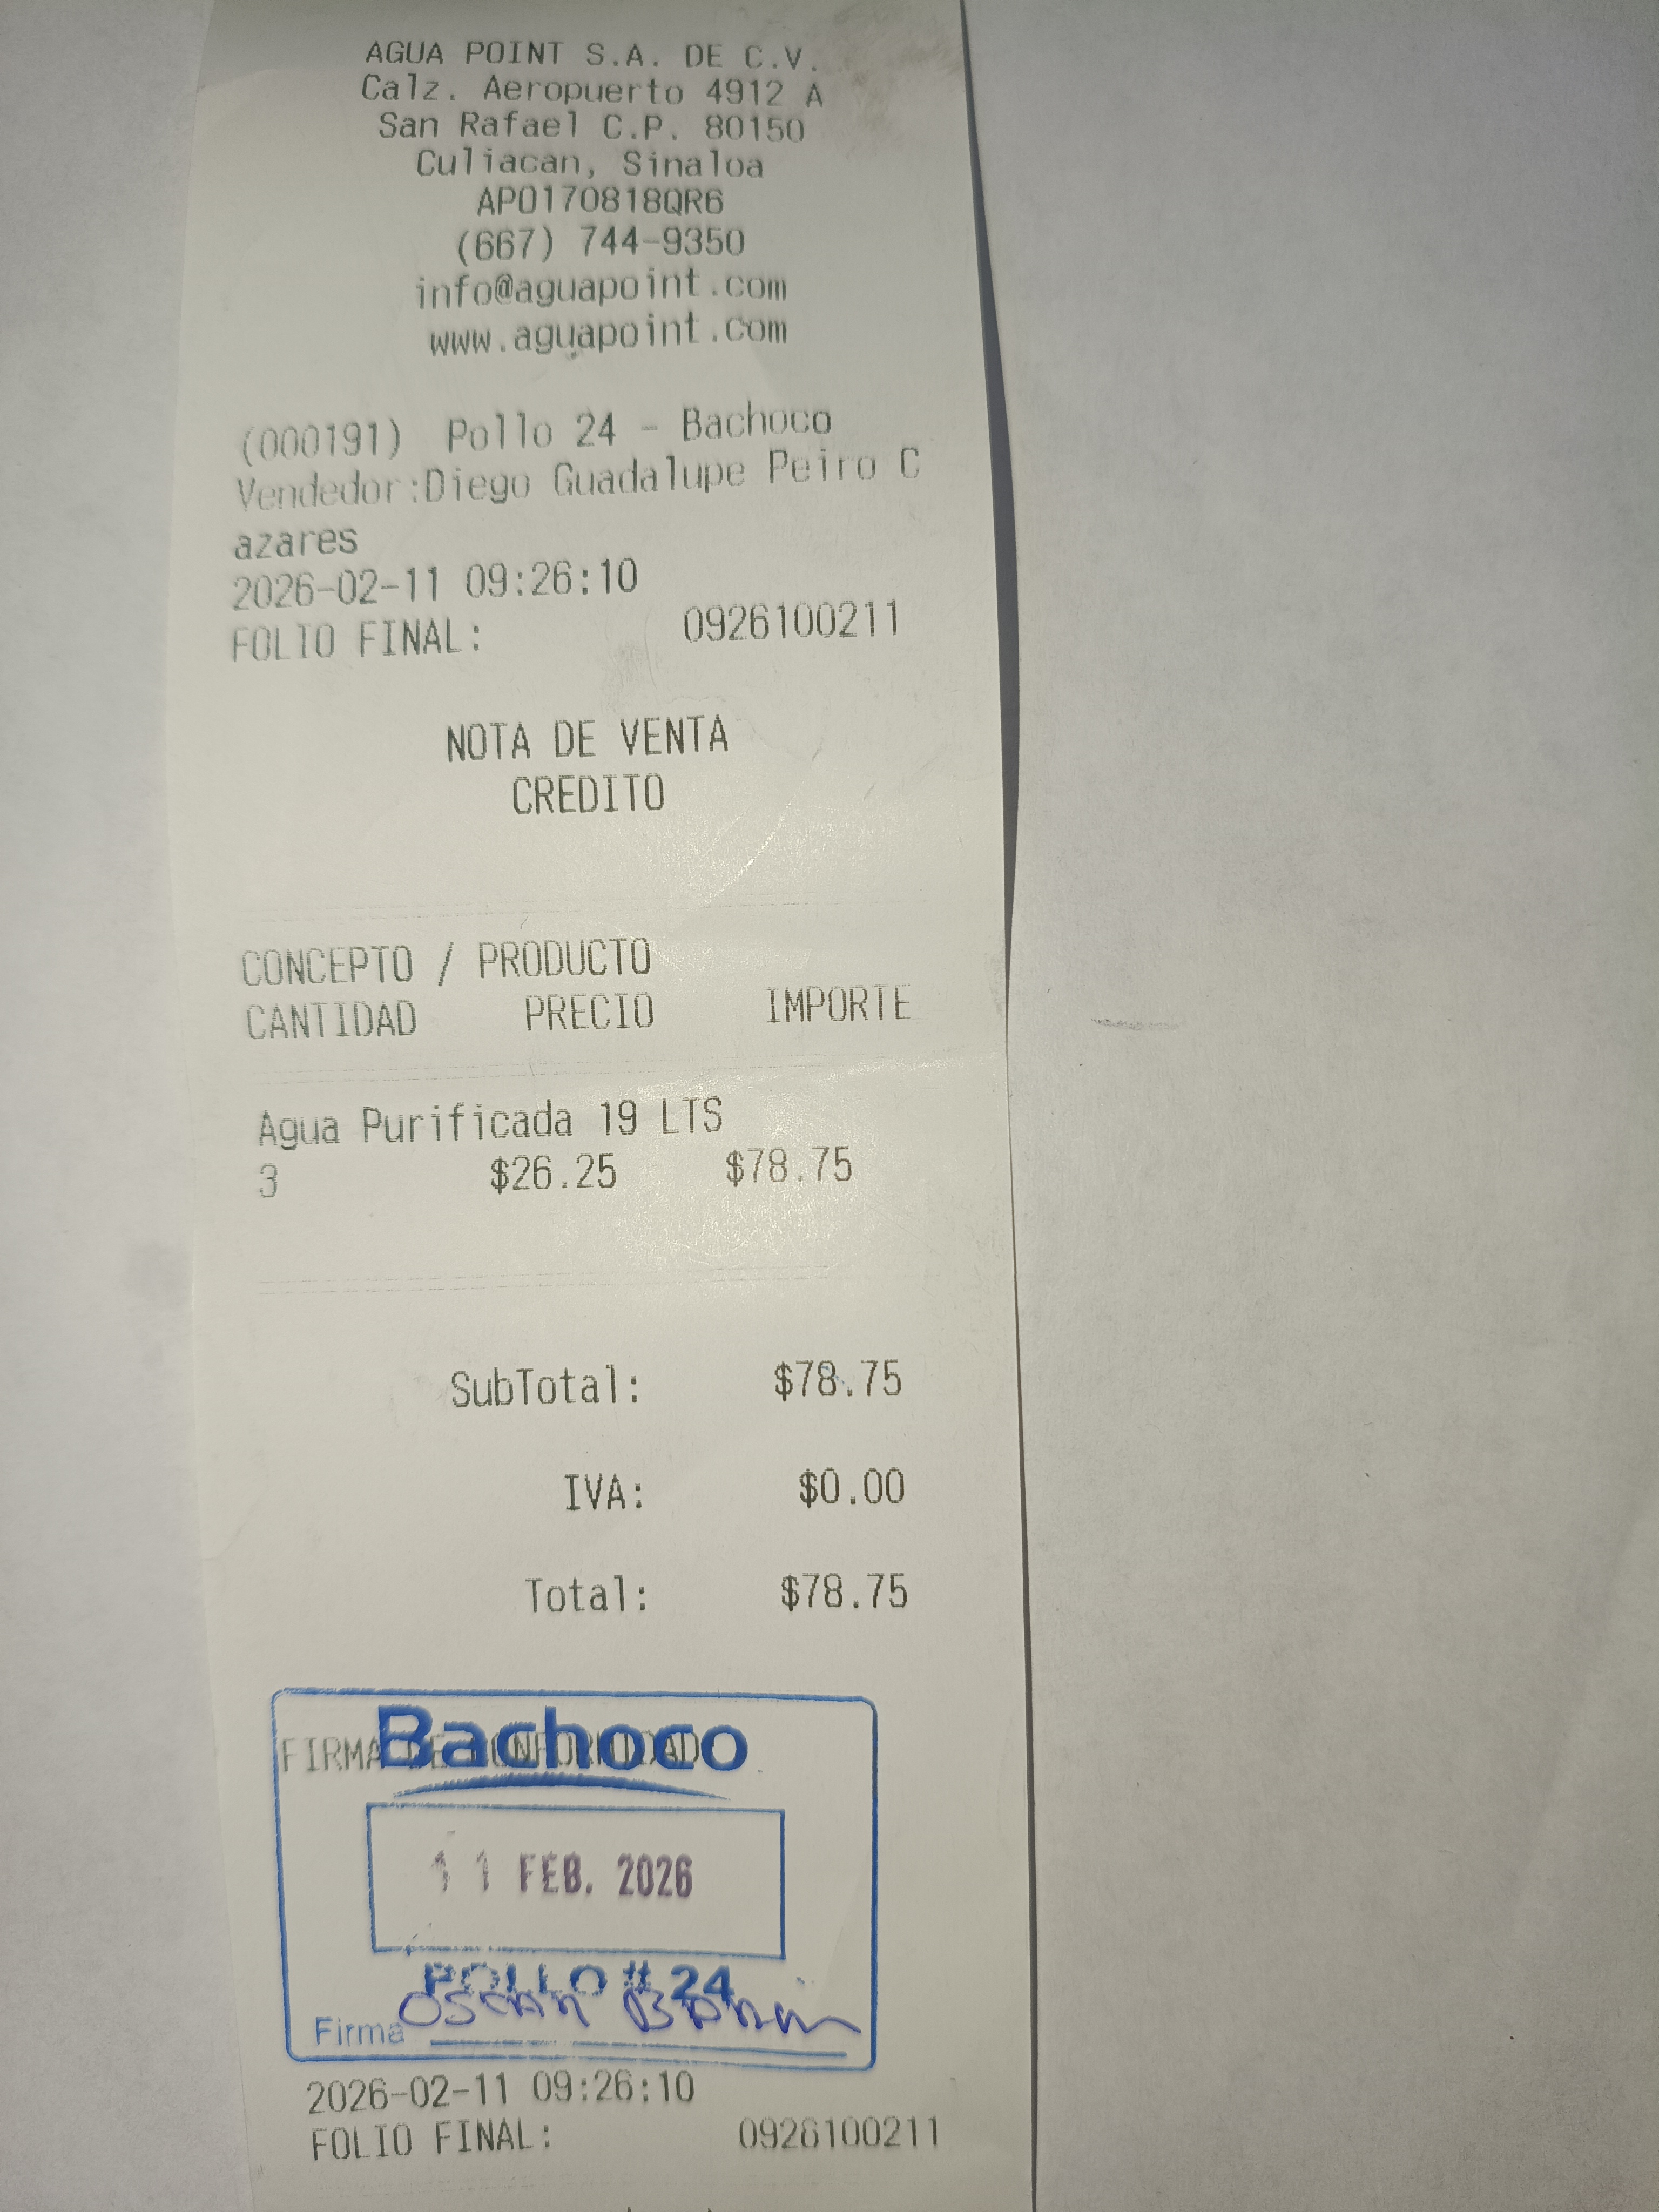 AGUA POINT S.A. DE C.V.
Calz. Aeropuerto 4912 A
San Rafael C.P. 80150
Culiacan, Sinaloa
APO170818QR6
(667) 744-9350
info@aguapoint.com
www.aguapoint.com
(000191) Pollo 24 - Bachoco
Vendedor:Diego Guadalupe Peiro C
azares
2026-02-11 09:26:10
FOLIO FINAL: 0926100211
NOTA DE VENTA
CREDITO
CONCEPTO / PRODUCTO
CANTIDAD PRECIO IMPORTE
Agua Purificada 19 LTS
3 $26.25 $78.75
SubTotal: $78.75
IVA: $0.00
Total: $78.75
FIRMA DE CONFORMIDAD
Bachoco
11 FEB. 2026
POLLO # 24
Firma
2026-02-11 09:26:10
FOLIO FINAL: 0926100211